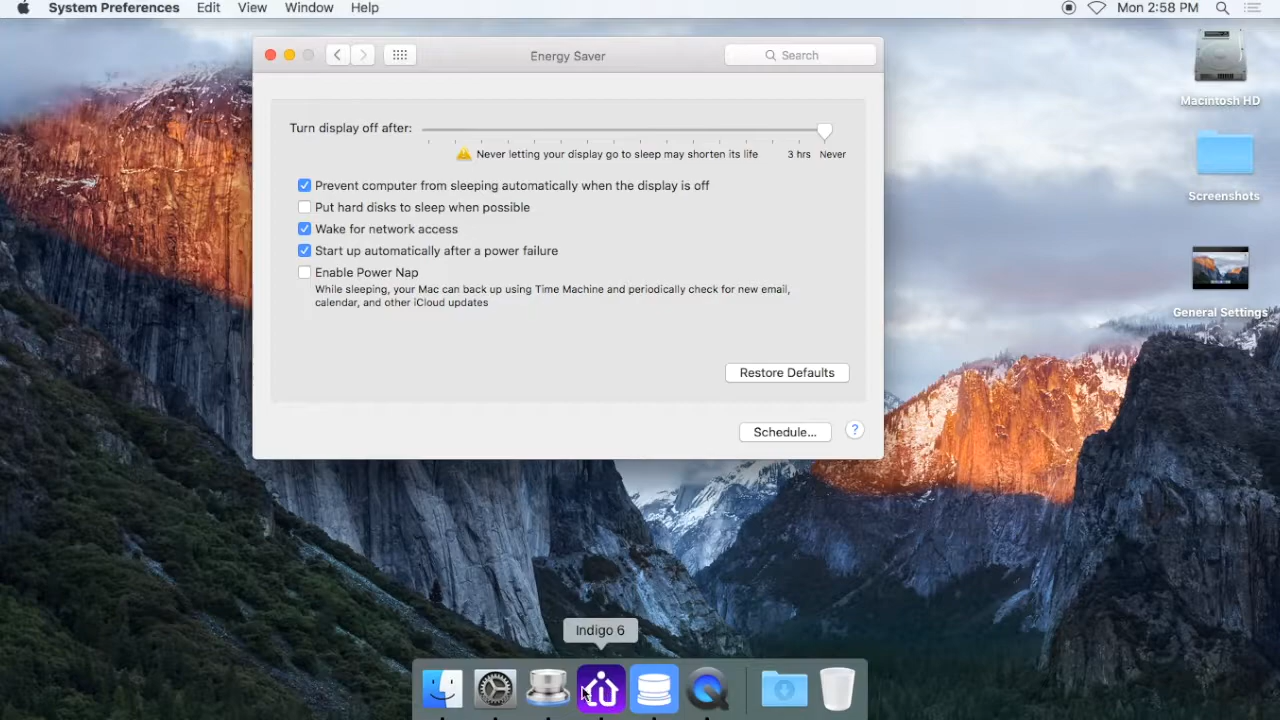 System Preferences Edit View Window Help Mon 2:58 PM
Energy Saver
Search
Turn display off after:
Never letting your display go to sleep may shorten its life 3 hrs Never
Prevent computer from sleeping automatically when the display is off
Put hard disks to sleep when possible
Wake for network access
Start up automatically after a power failure
Enable Power Nap
While sleeping, your Mac can back up using Time Machine and periodically check for new email,
calendar, and other iCloud updates
Restore Defaults
Schedule...
?
Macintosh HD
Screenshots
General Settings
Indigo 6